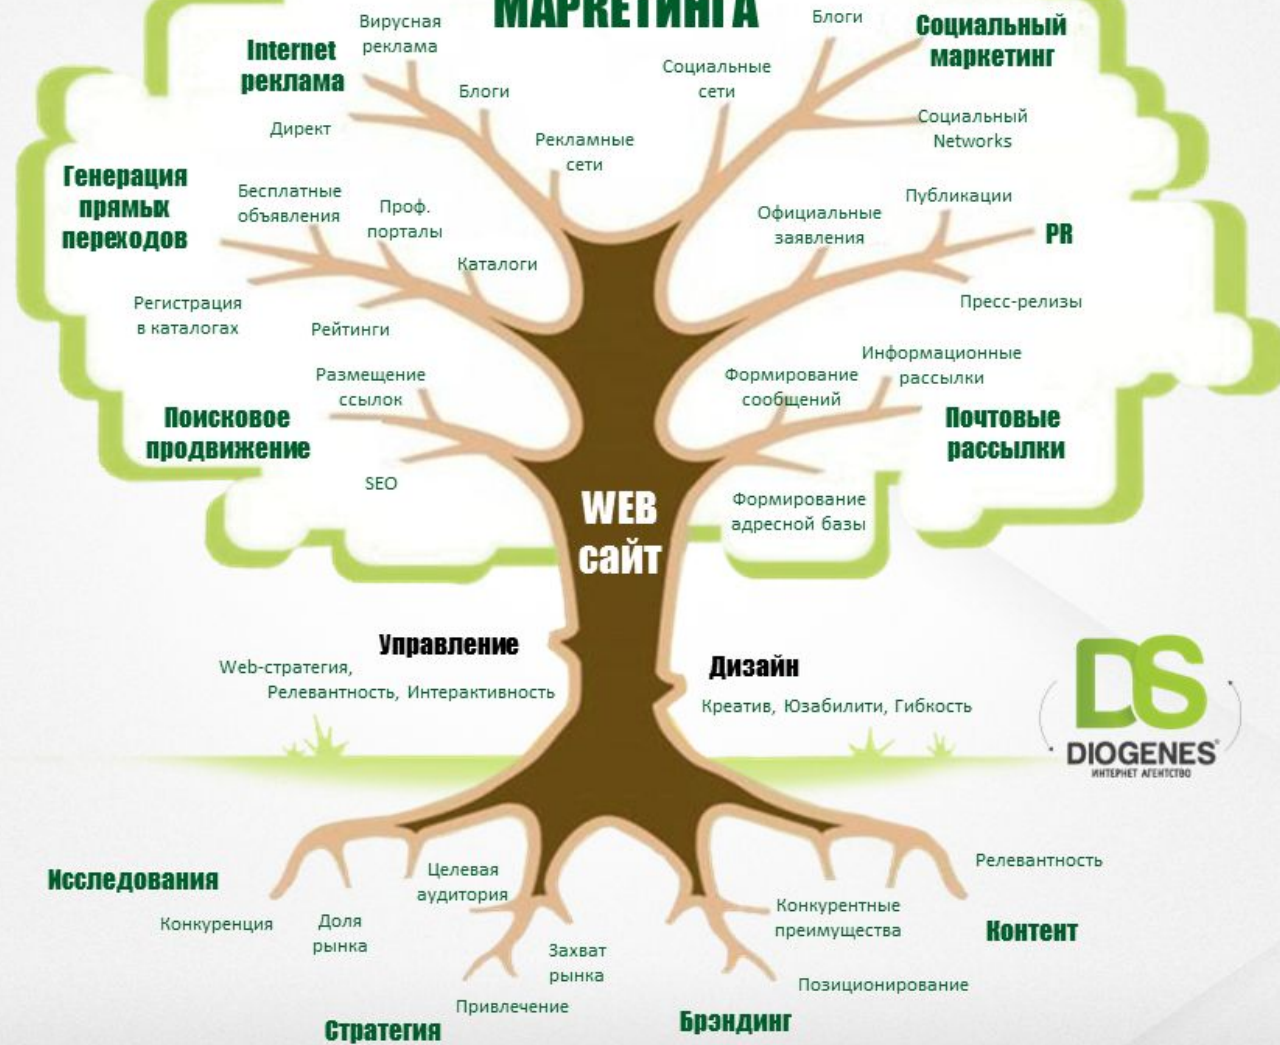 МАРКЕТИНГА
Вирусная
реклама
Блоги
Социальный
маркетинг
Internet
реклама
Социальные
сети
Блоги
Директ
Рекламные
сети
Социальный
Networks
Генерация
прямых
переходов
Бесплатные
объявления
Проф.
порталы
Каталоги
Официальные
заявления
Публикации
PR
Регистрация
в каталогах
Рейтинги
Пресс-релизы
Размещение
ссылок
Формирование
сообщений
Информационные
рассылки
Поисковое
продвижение
Почтовые
рассылки
SEO
Формирование
адресной базы
WEB
сайт
Управление
Web-стратегия,
Релевантность, Интерактивность
Дизайн
Креатив, Юзабилити, Гибкость
DS
DIOGENES
ИНТЕРНЕТ АГЕНТСТВО
Исследования
Конкуренция
Доля
рынка
Целевая
аудитория
Релевантность
Конкурентные
преимущества
Контент
Захват
рынка
Привлечение
Позиционирование
Стратегия
Брэндинг